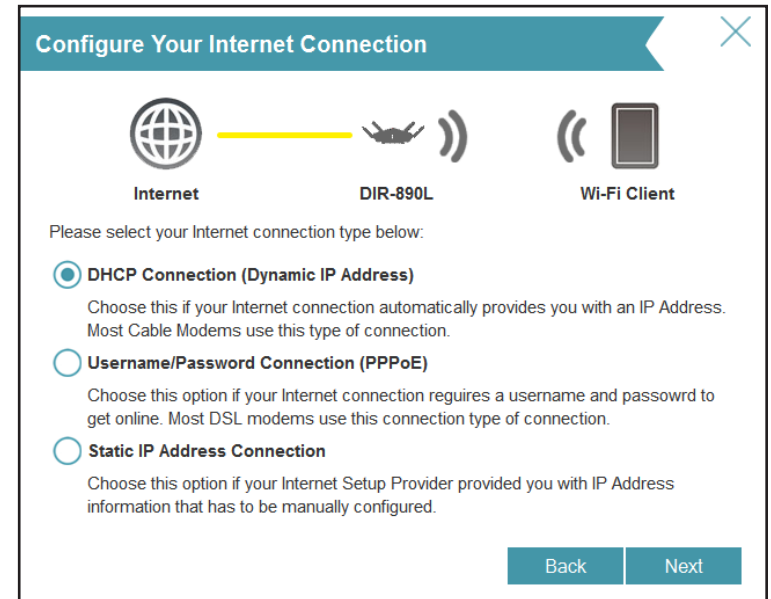 Configure Your Internet Connection
Internet
DIR-890L
Wi-Fi Client
Please select your Internet connection type below:
DHCP Connection (Dynamic IP Address)
Choose this if your Internet connection automatically provides you with an IP Address.
Most Cable Modems use this type of connection.
Username/Password Connection (PPPoE)
Choose this option if your Internet connection reguires a username and passowrd to
get online. Most DSL modems use this connection type of connection.
Static IP Address Connection
Choose this option if your Internet Setup Provider provided you with IP Address
information that has to be manually configured.
Back
Next